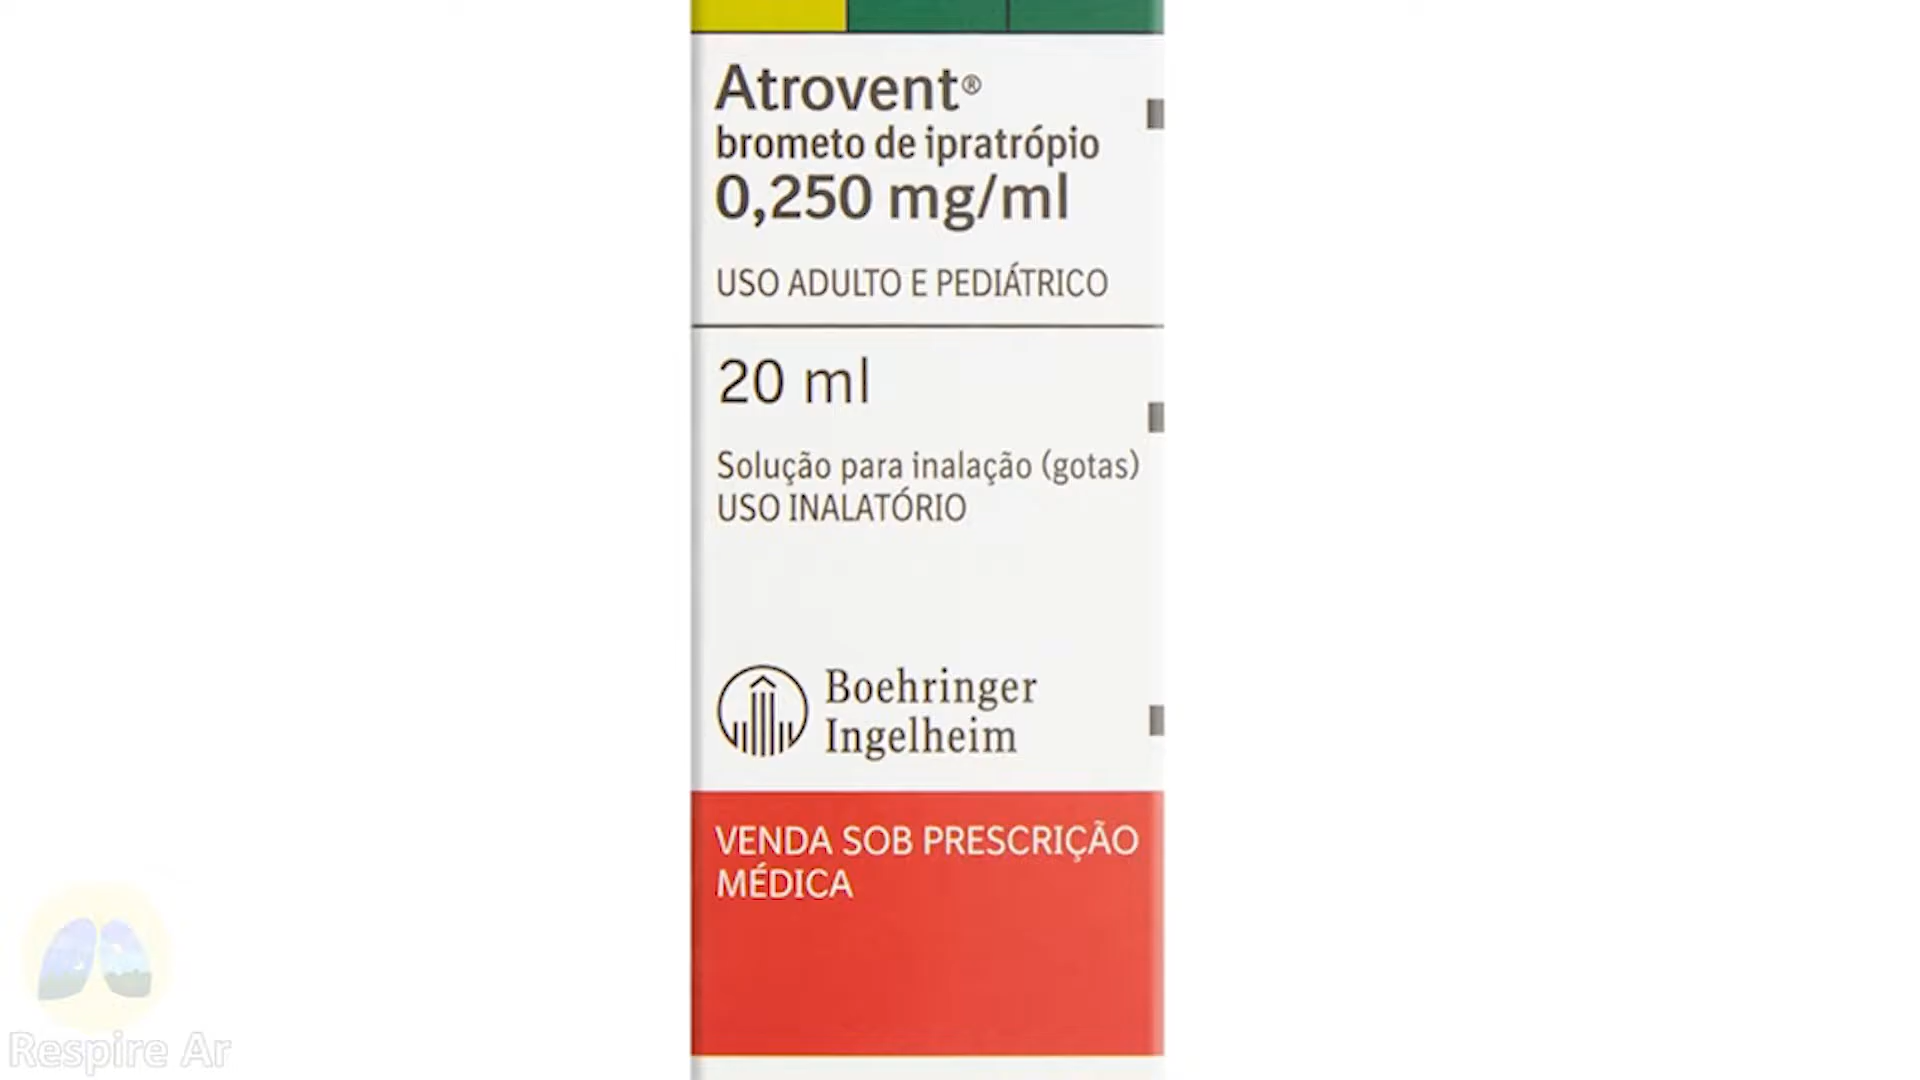 Atrovent®
brometo de ipratrópio
0,250 mg/ml
USO ADULTO E PEDIÁTRICO
20 ml
Solução para inalação (gotas)
USO INALATÓRIO
Boehringer
Ingelheim
VENDA SOB PRESCRIÇÃO
MÉDICA
Respire Ar